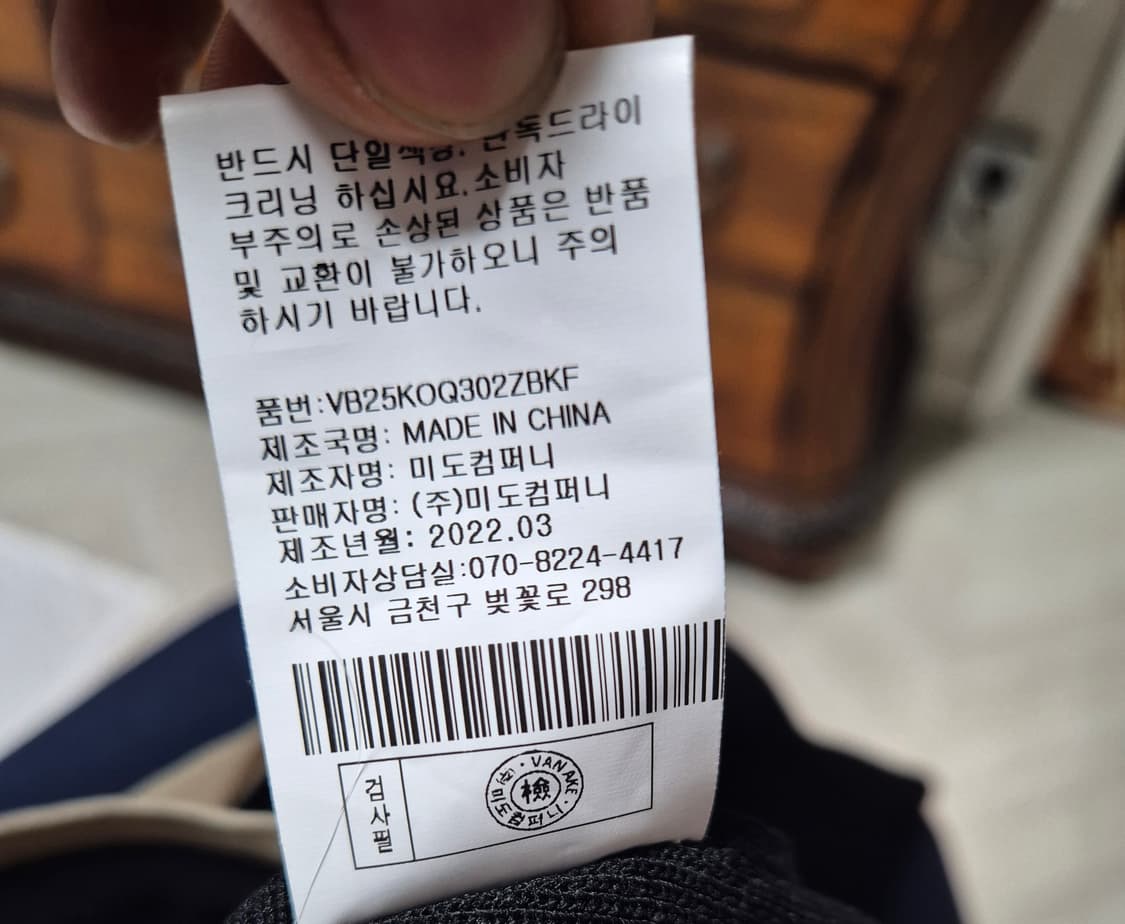 반드시 단일색상. 단독드라이
크리닝 하십시요.소비자
부주의로 손상된 상품은 반품
및 교환이 불가하오니 주의
하시기 바랍니다.
품번:VB25KOQ302ZBKF
제조국명: MADE IN CHINA
제조자명: 미도컴퍼니
판매자명: (주)미도컴퍼니
제조년월: 2022.03
소비자상담실:070-8224-4417
서울시 금천구 벚꽃로 298
검사필
· VANAKE ·
(주)미도컴퍼니
檢